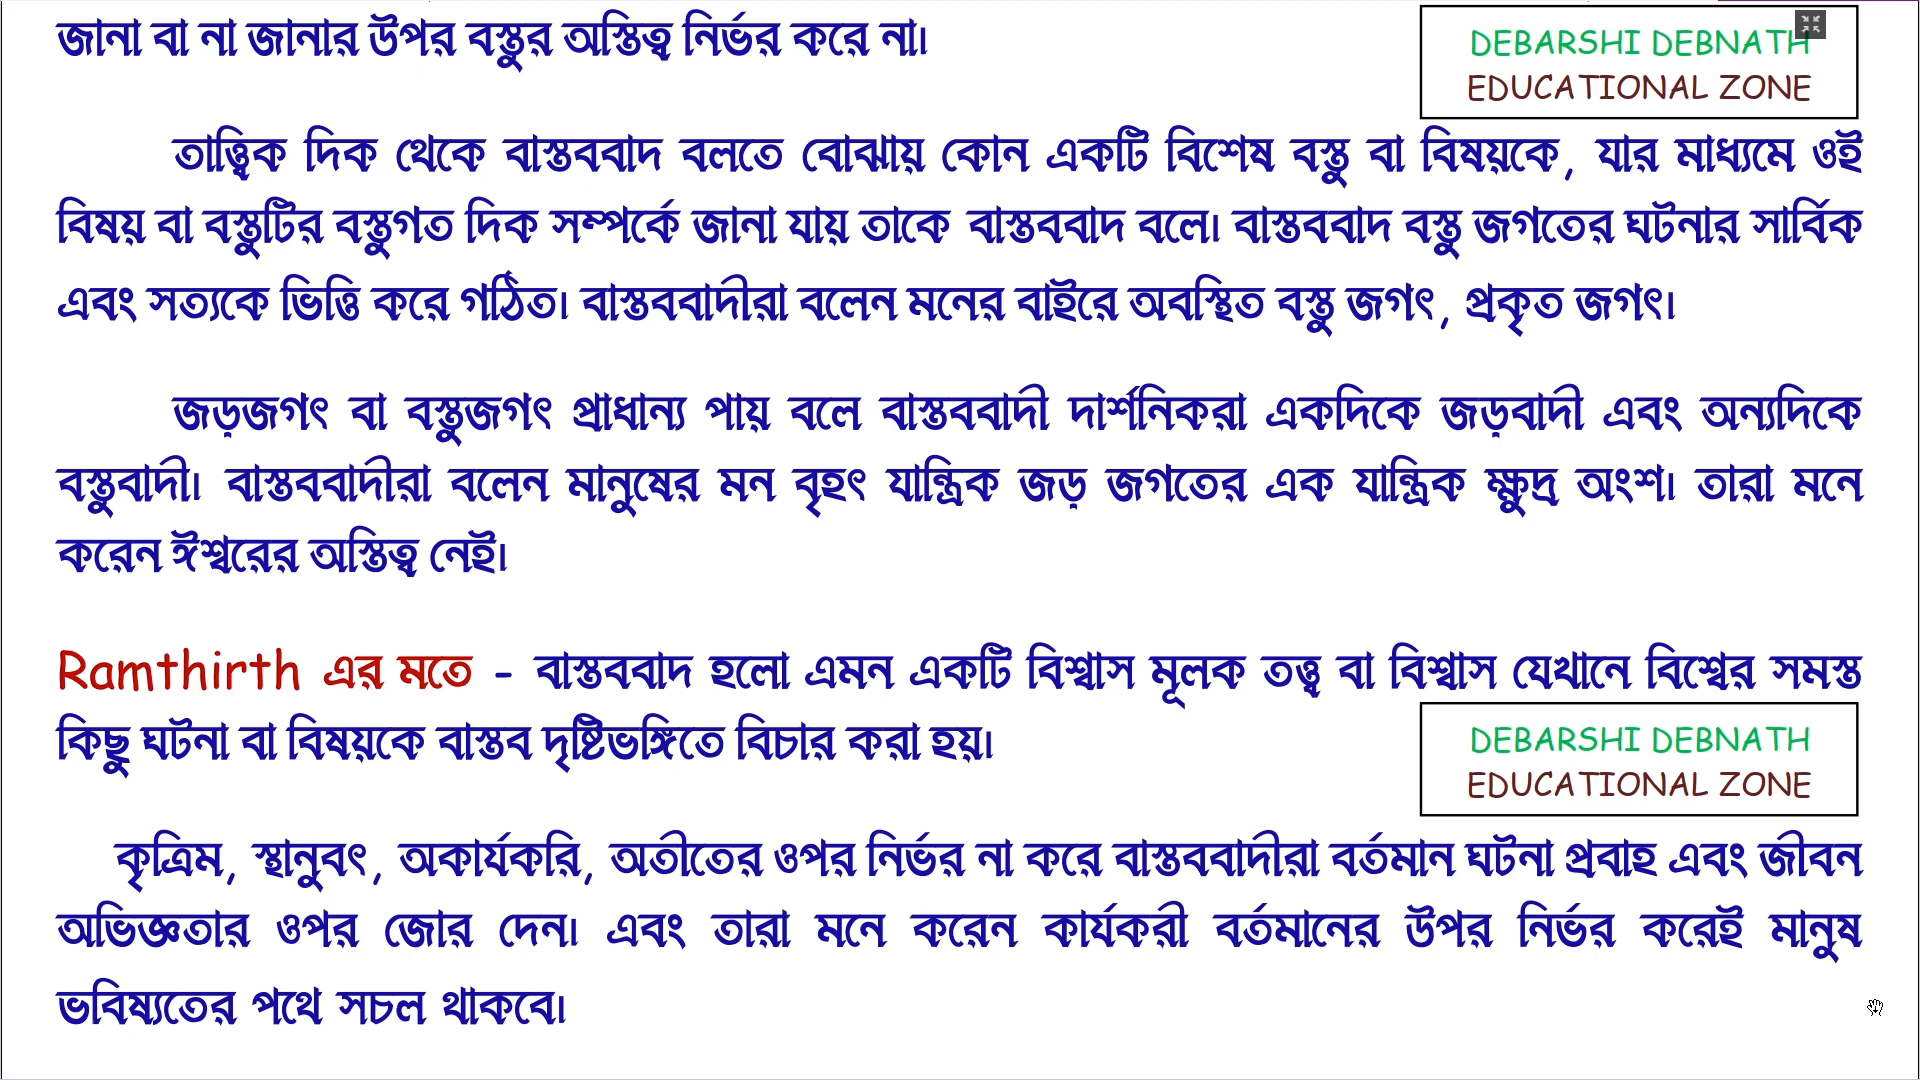 জানা বা না জানার উপর বস্তুর অস্তিত্ব নির্ভর করে না।
DEBARSHI DEBNATH
EDUCATIONAL ZONE
তাত্ত্বিক দিক থেকে বাস্তববাদ বলতে বোঝায় কোন একটি বিশেষ বস্তু বা বিষয়কে, যার মাধ্যমে ওই
বিষয় বা বস্তুটির বস্তুগত দিক সম্পর্কে জানা যায় তাকে বাস্তববাদ বলে। বাস্তববাদ বস্তু জগতের ঘটনার সার্বিক
এবং সত্যকে ভিত্তি করে গঠিত। বাস্তববাদীরা বলেন মনের বাইরে অবস্থিত বস্তু জগৎ, প্রকৃত জগৎ।
জড়জগৎ বা বস্তুজগৎ প্রাধান্য পায় বলে বাস্তববাদী দার্শনিকরা একদিকে জড়বাদী এবং অন্যদিকে
বস্তুবাদী। বাস্তববাদীরা বলেন মানুষের মন বৃহৎ যান্ত্রিক জড় জগতের এক যান্ত্রিক ক্ষুদ্র অংশ। তারা মনে
করেন ঈশ্বরের অস্তিত্ব নেই।
Ramthirth এর মতে - বাস্তববাদ হলো এমন একটি বিশ্বাস মূলক তত্ত্ব বা বিশ্বাস যেখানে বিশ্বের সমস্ত
কিছু ঘটনা বা বিষয়কে বাস্তব দৃষ্টিভঙ্গিতে বিচার করা হয়।
DEBARSHI DEBNATH
EDUCATIONAL ZONE
কৃত্রিম, স্থানুবৎ, অকার্যকরি, অতীতের ওপর নির্ভর না করে বাস্তববাদীরা বর্তমান ঘটনা প্রবাহ এবং জীবন
অভিজ্ঞতার ওপর জোর দেন। এবং তারা মনে করেন কার্যকরী বর্তমানের উপর নির্ভর করেই মানুষ
ভবিষ্যতের পথে সচল থাকবে।